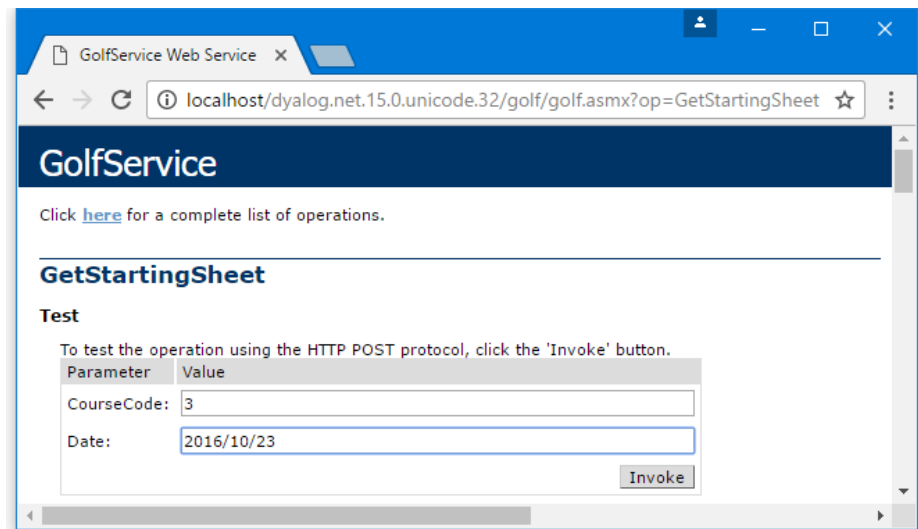 GolfService Web Service
localhost/dyalog.net.15.0.unicode.32/golf/golf.asmx?op=GetStartingSheet
GolfService
Click here for a complete list of operations.
GetStartingSheet
Test
To test the operation using the HTTP POST protocol, click the 'Invoke' button.
Parameter Value
CourseCode: 3
Date: 2016/10/23
Invoke